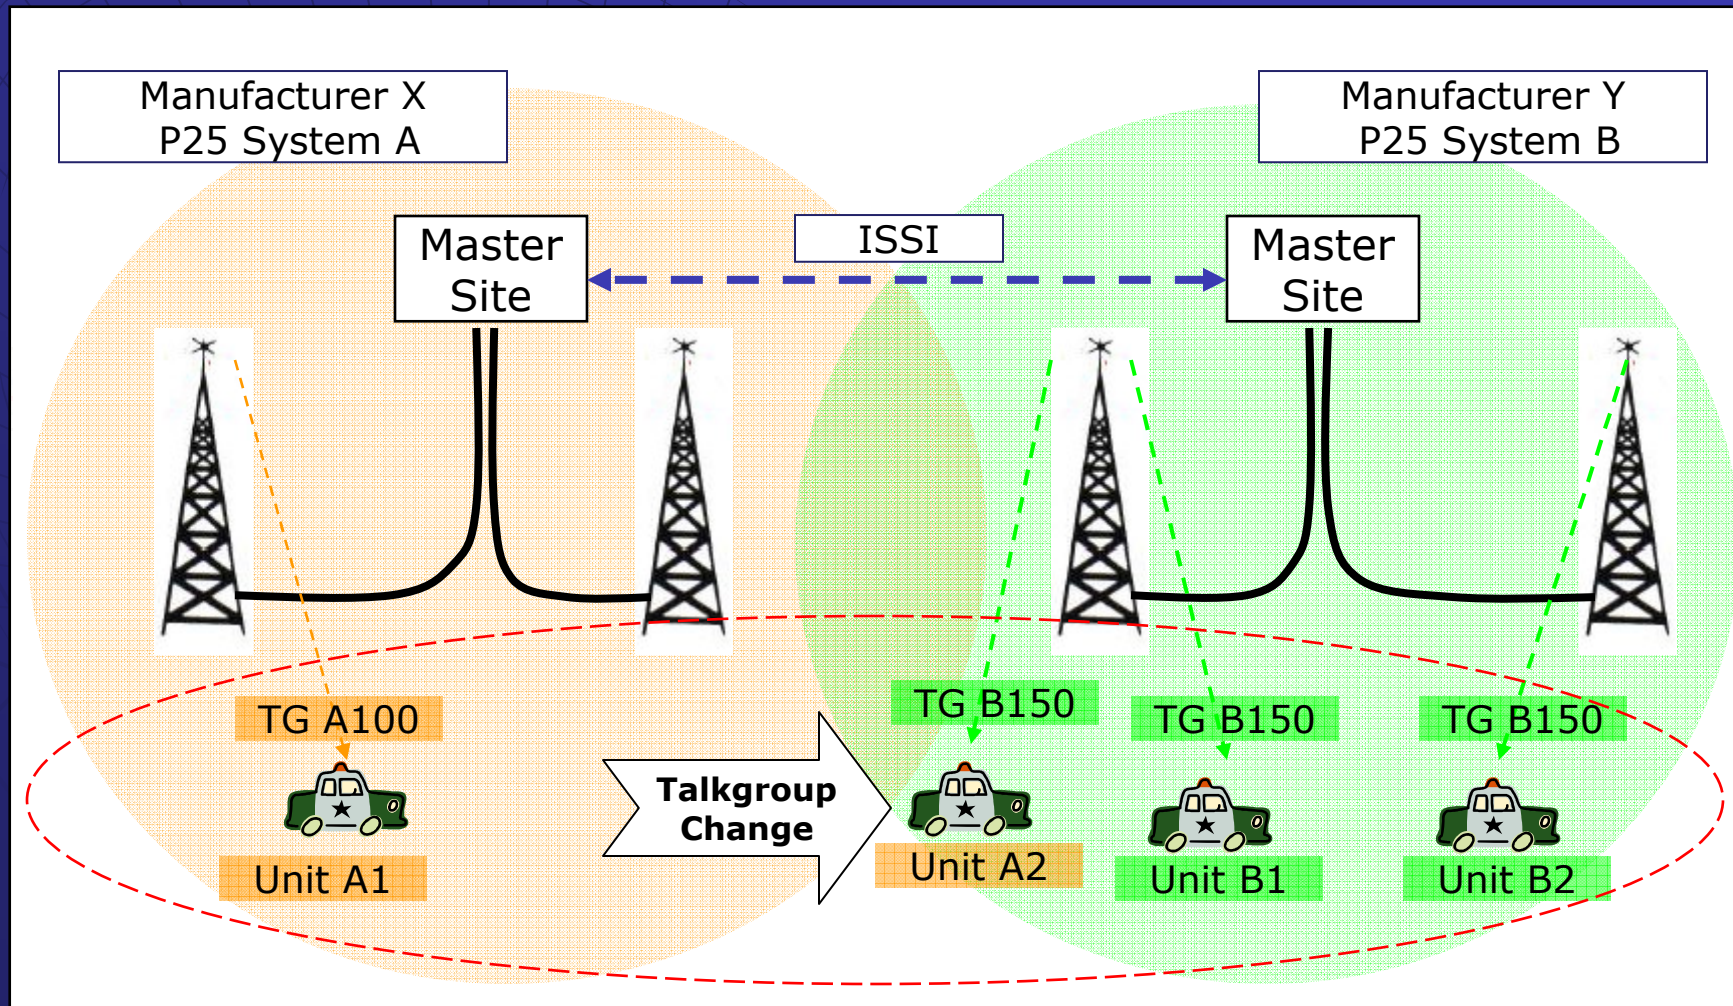 Manufacturer X
P25 System A
Manufacturer Y
P25 System B
Master
Site
ISSI
Master
Site
TG A100
TG B150
TG B150
TG B150
Talkgroup
Change
Unit A1
Unit A2
Unit B1
Unit B2